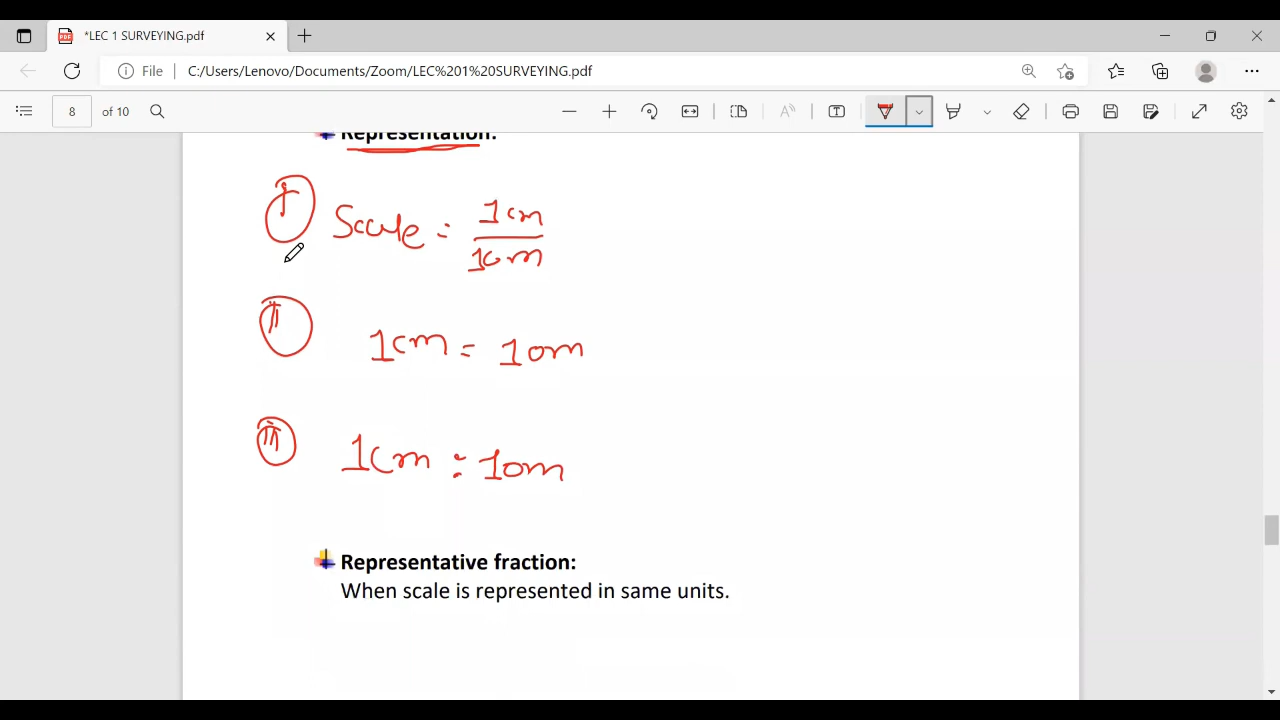 *LEC 1 SURVEYING.pdf
File C:/Users/Lenovo/Documents/Zoom/LEC%201%20SURVEYING.pdf
8 of 10
Representation:
I Scale = 1cm / 10m
II 1cm = 10m
III 1cm : 10m
Representative fraction:
When scale is represented in same units.